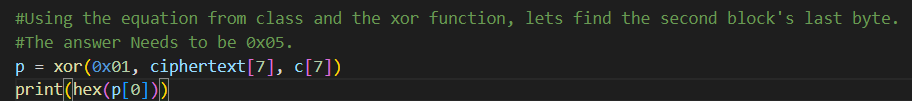 #Using the equation from class and the xor function, lets find the second block's last byte.
#The answer Needs to be 0x05.
p = xor(0x01, ciphertext[7], c[7])
print(hex(p[0]))